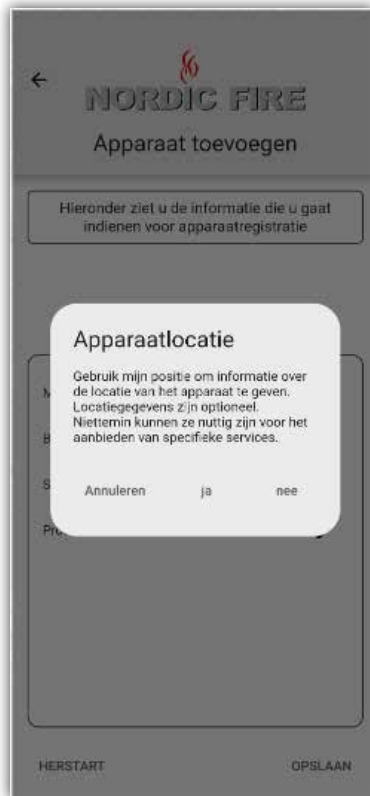 NORDIC FIRE
Apparaat toevoegen
Hieronder ziet u de informatie die u gaat
indienen voor apparaatregistratie
Apparaatlocatie
Gebruik mijn positie om informatie over
de locatie van het apparaat te geven.
Locatiegegevens zijn optioneel.
Niettemin kunnen ze nuttig zijn voor het
aanbieden van specifieke services.
Annuleren ja nee
HERSTART OPSLAAN